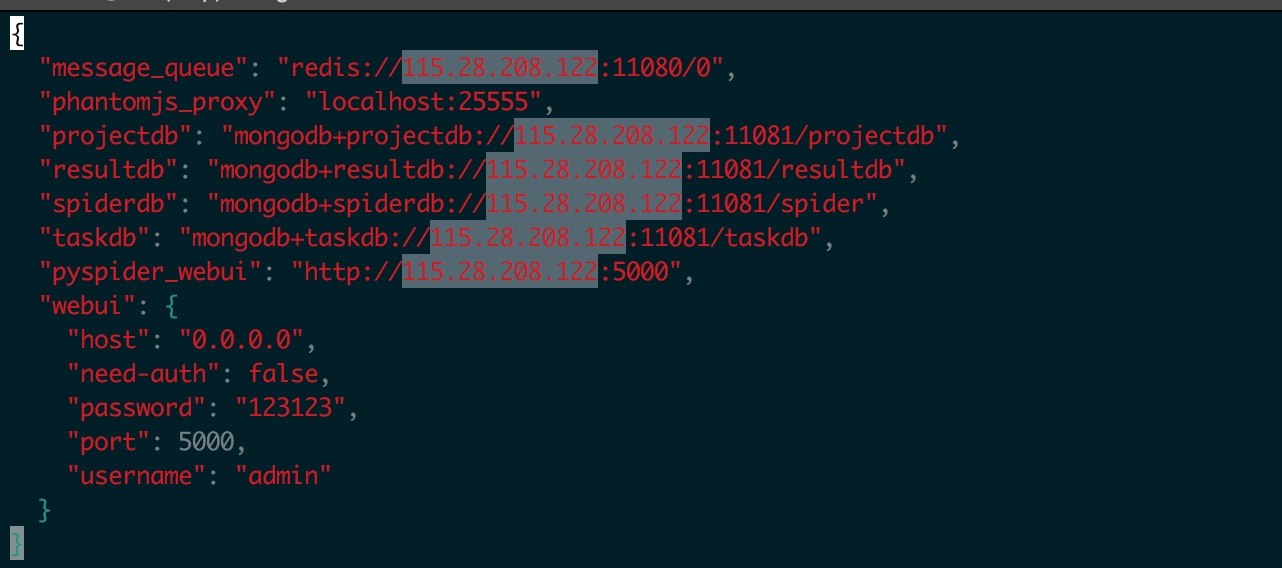 {
  "message_queue": "redis://115.28.208.122:11080/0",
  "phantomjs_proxy": "localhost:25555",
  "projectdb": "mongodb+projectdb://115.28.208.122:11081/projectdb",
  "resultdb": "mongodb+resultdb://115.28.208.122:11081/resultdb",
  "spiderdb": "mongodb+spiderdb://115.28.208.122:11081/spider",
  "taskdb": "mongodb+taskdb://115.28.208.122:11081/taskdb",
  "pyspider_webui": "http://115.28.208.122:5000",
  "webui": {
    "host": "0.0.0.0",
    "need-auth": false,
    "password": "123123",
    "port": 5000,
    "username": "admin"
  }
}